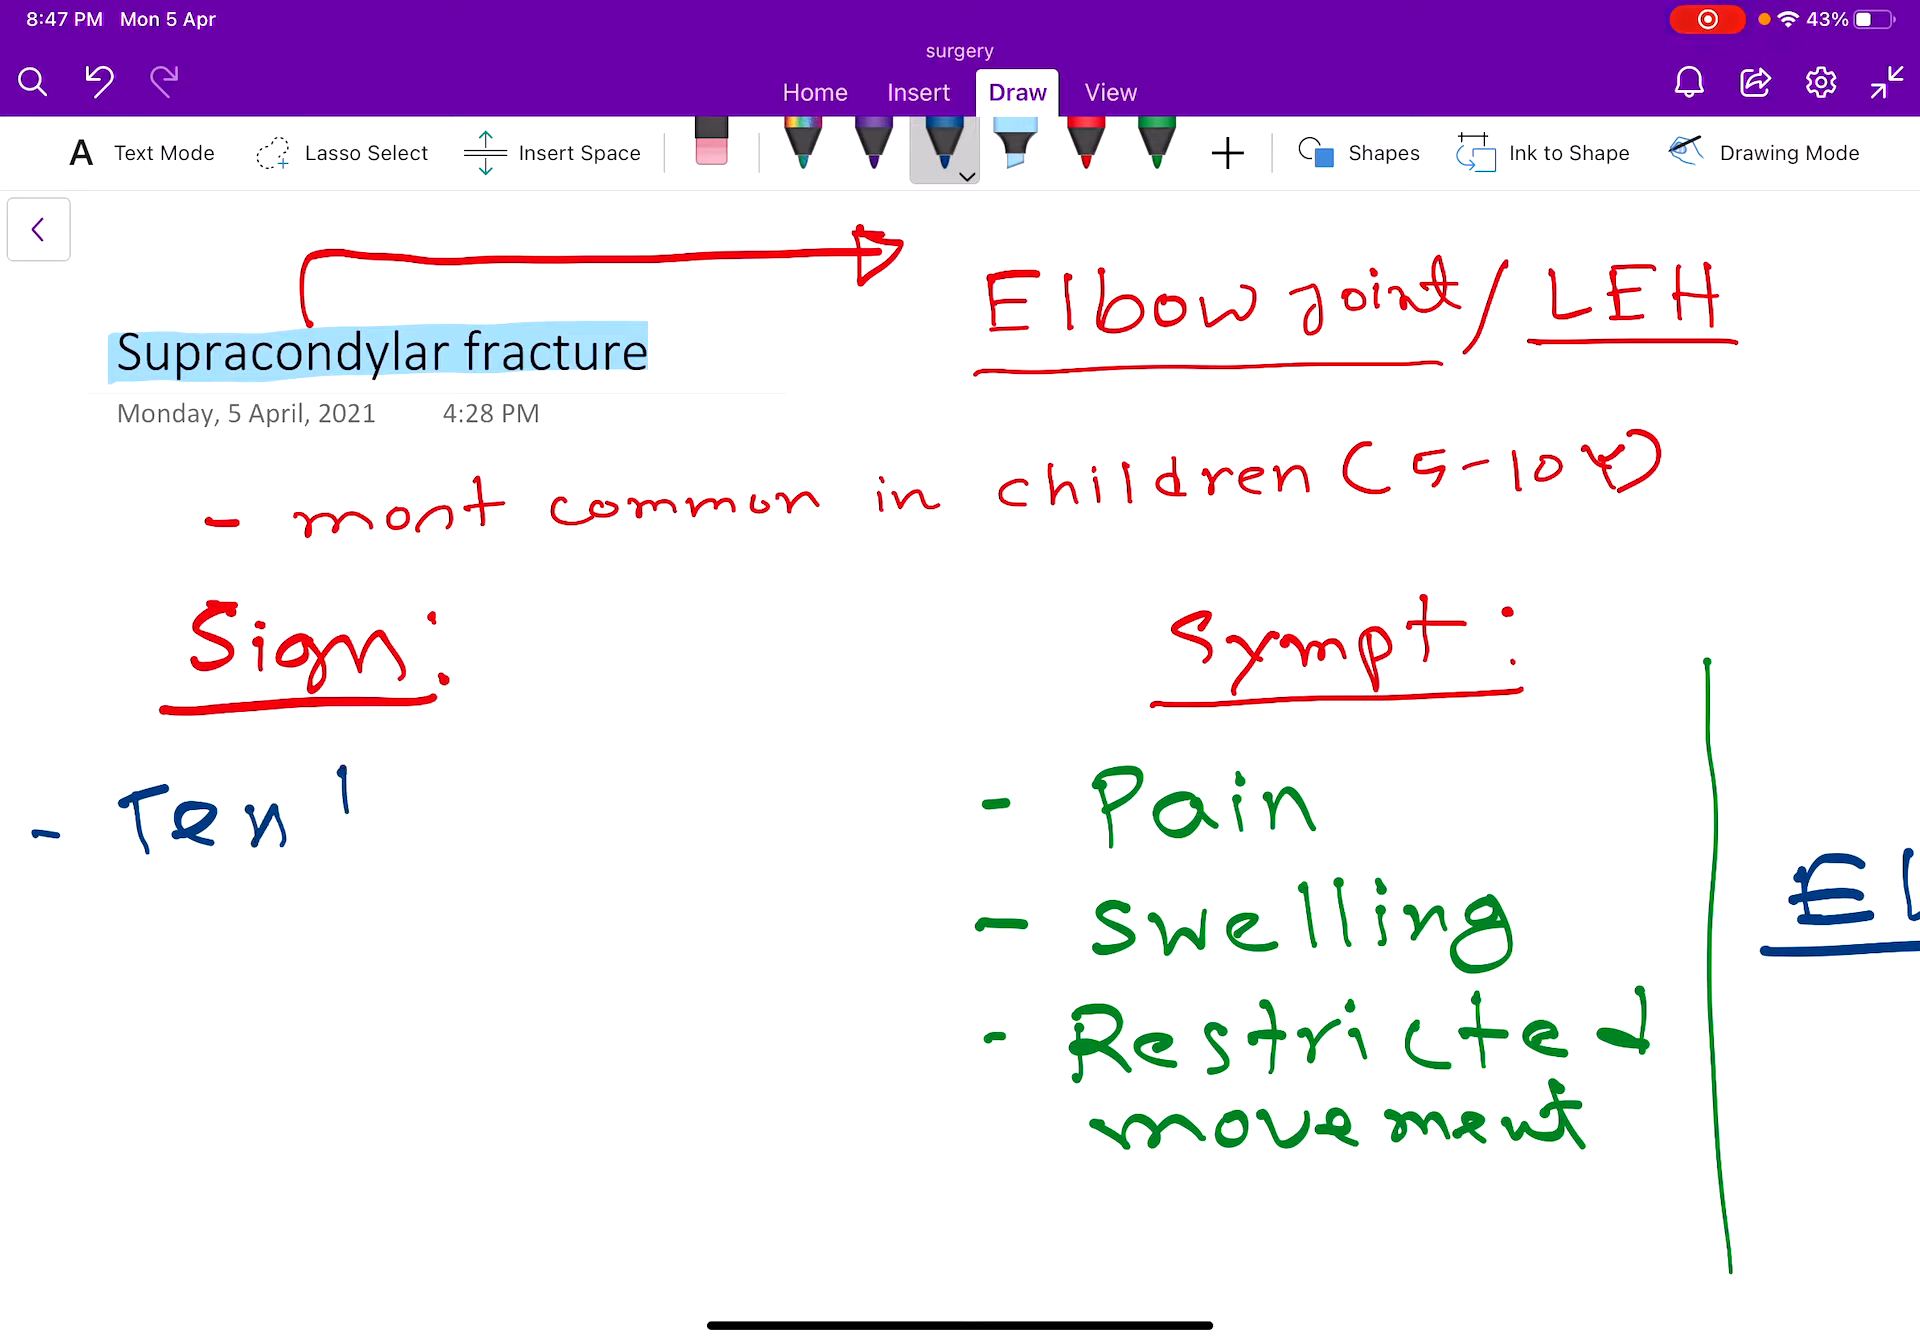 8:47 PM Mon 5 Apr
43%
surgery
Home Insert Draw View
A Text Mode Lasso Select Insert Space Shapes Ink to Shape Drawing Mode
Elbow joint / LEH
Supracondylar fracture
Monday, 5 April, 2021 4:28 PM
- most common in children (5-10 Y)
Sign:
Sympt:
- Ten
- Pain
- Swelling
- Restricted
movement
El